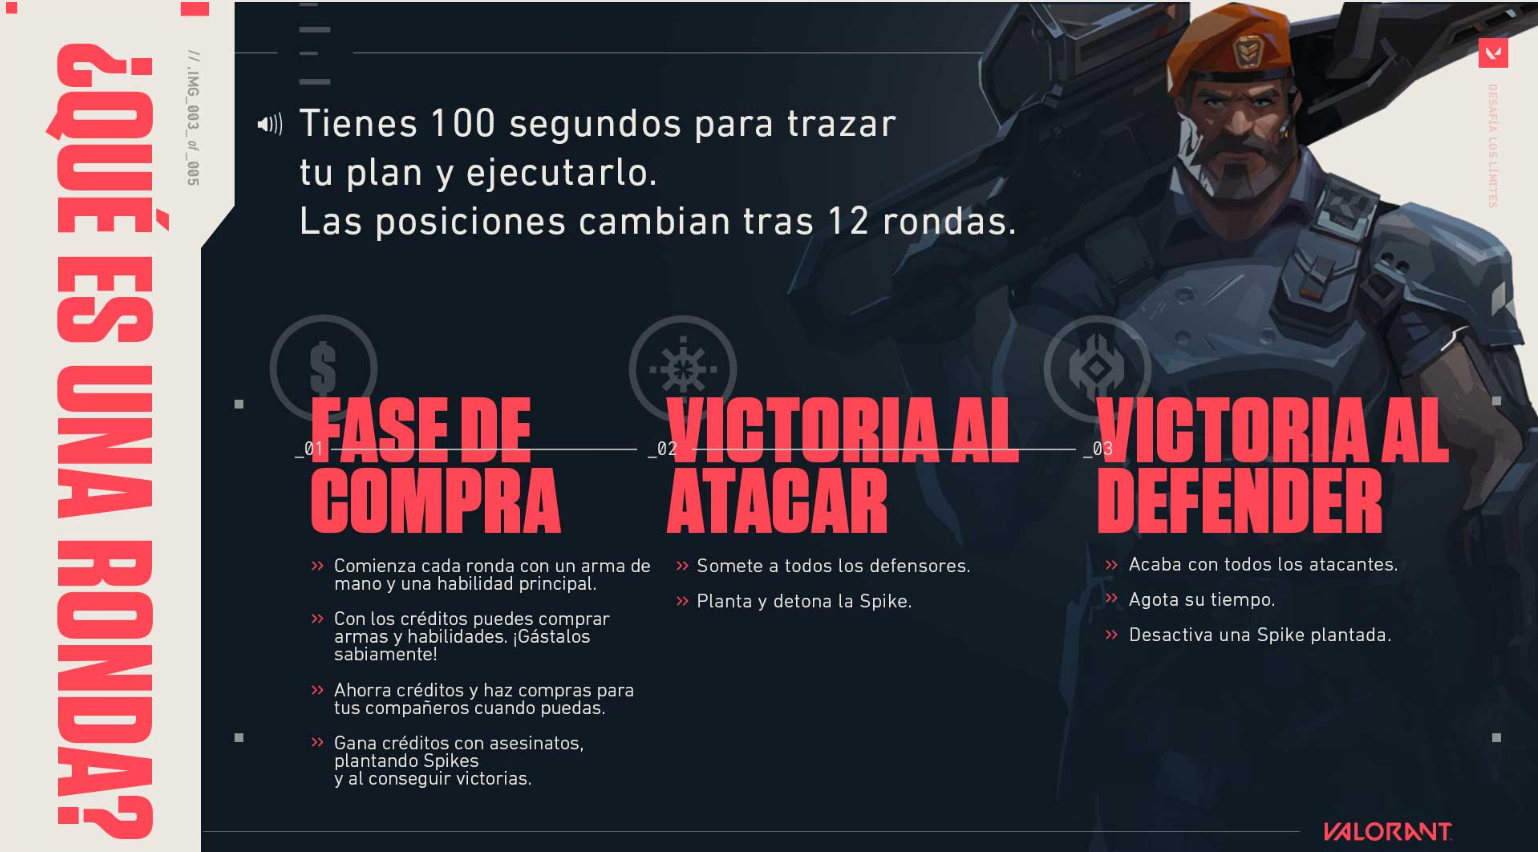 ¿QUÉ ES UNA RONDA?
//.IMG_003_of_005
Tienes 100 segundos para trazar
tu plan y ejecutarlo.
Las posiciones cambian tras 12 rondas.
DESAFÍA LOS LÍMITES
$
_01
FASE DE
COMPRA
>> Comienza cada ronda con un arma de
mano y una habilidad principal.
>> Con los créditos puedes comprar
armas y habilidades. ¡Gástalos
sabiamente!
>> Ahorra créditos y haz compras para
tus compañeros cuando puedas.
>> Gana créditos con asesinatos,
plantando Spikes
y al conseguir victorias.
_02
VICTORIA AL
ATACAR
>> Somete a todos los defensores.
>> Planta y detona la Spike.
_03
VICTORIA AL
DEFENDER
>> Acaba con todos los atacantes.
>> Agota su tiempo.
>> Desactiva una Spike plantada.
VALORANT